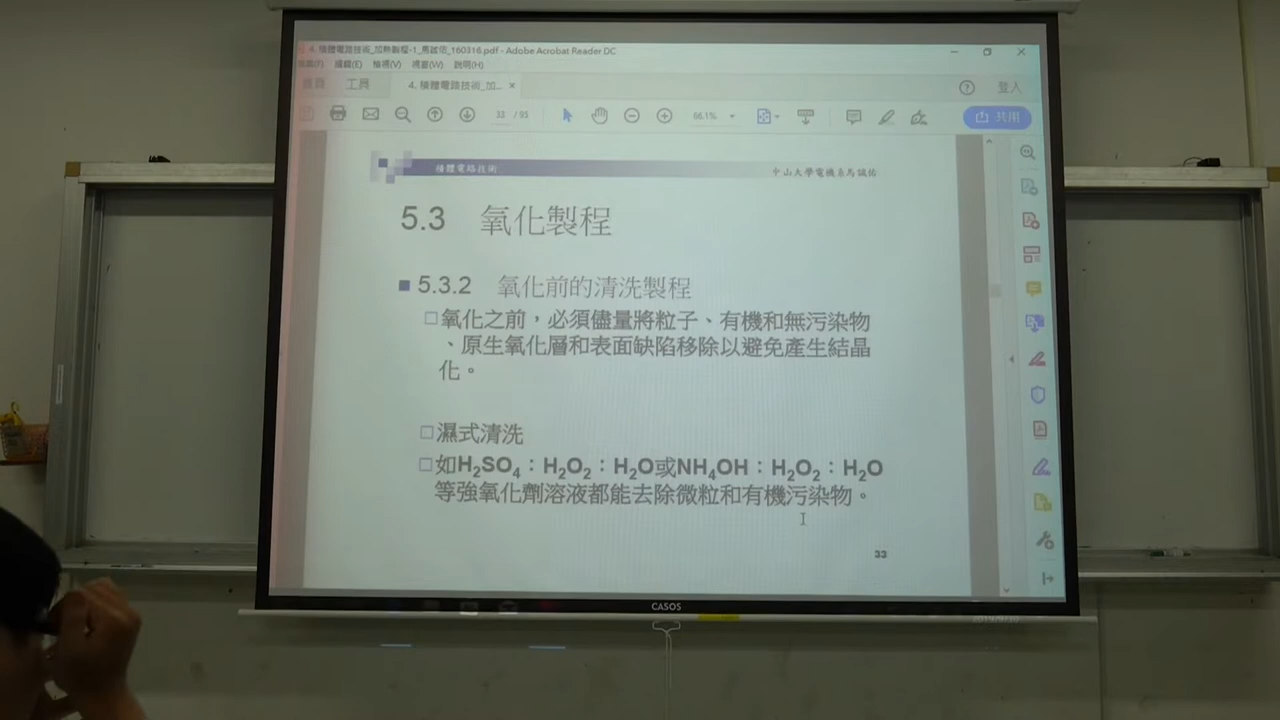 4. 積體電路技術_加熱製程-1_馬誠佑_160316.pdf - Adobe Acrobat Reader DC
編輯(E) 檢視(V) 視窗(W) 說明(H)
首頁 工具 4. 積體電路技術_加... × 登入
33 / 95 66.1% 共用
積體電路技術 中山大學電機系馬誠佑
5.3 氧化製程
5.3.2 氧化前的清洗製程
氧化之前，必須儘量將粒子、有機和無污染物
、原生氧化層和表面缺陷移除以避免產生結晶
化。
濕式清洗
如H₂SO₄：H₂O₂：H₂O或NH₄OH：H₂O₂：H₂O
等強氧化劑溶液都能去除微粒和有機污染物。
33
CASOS